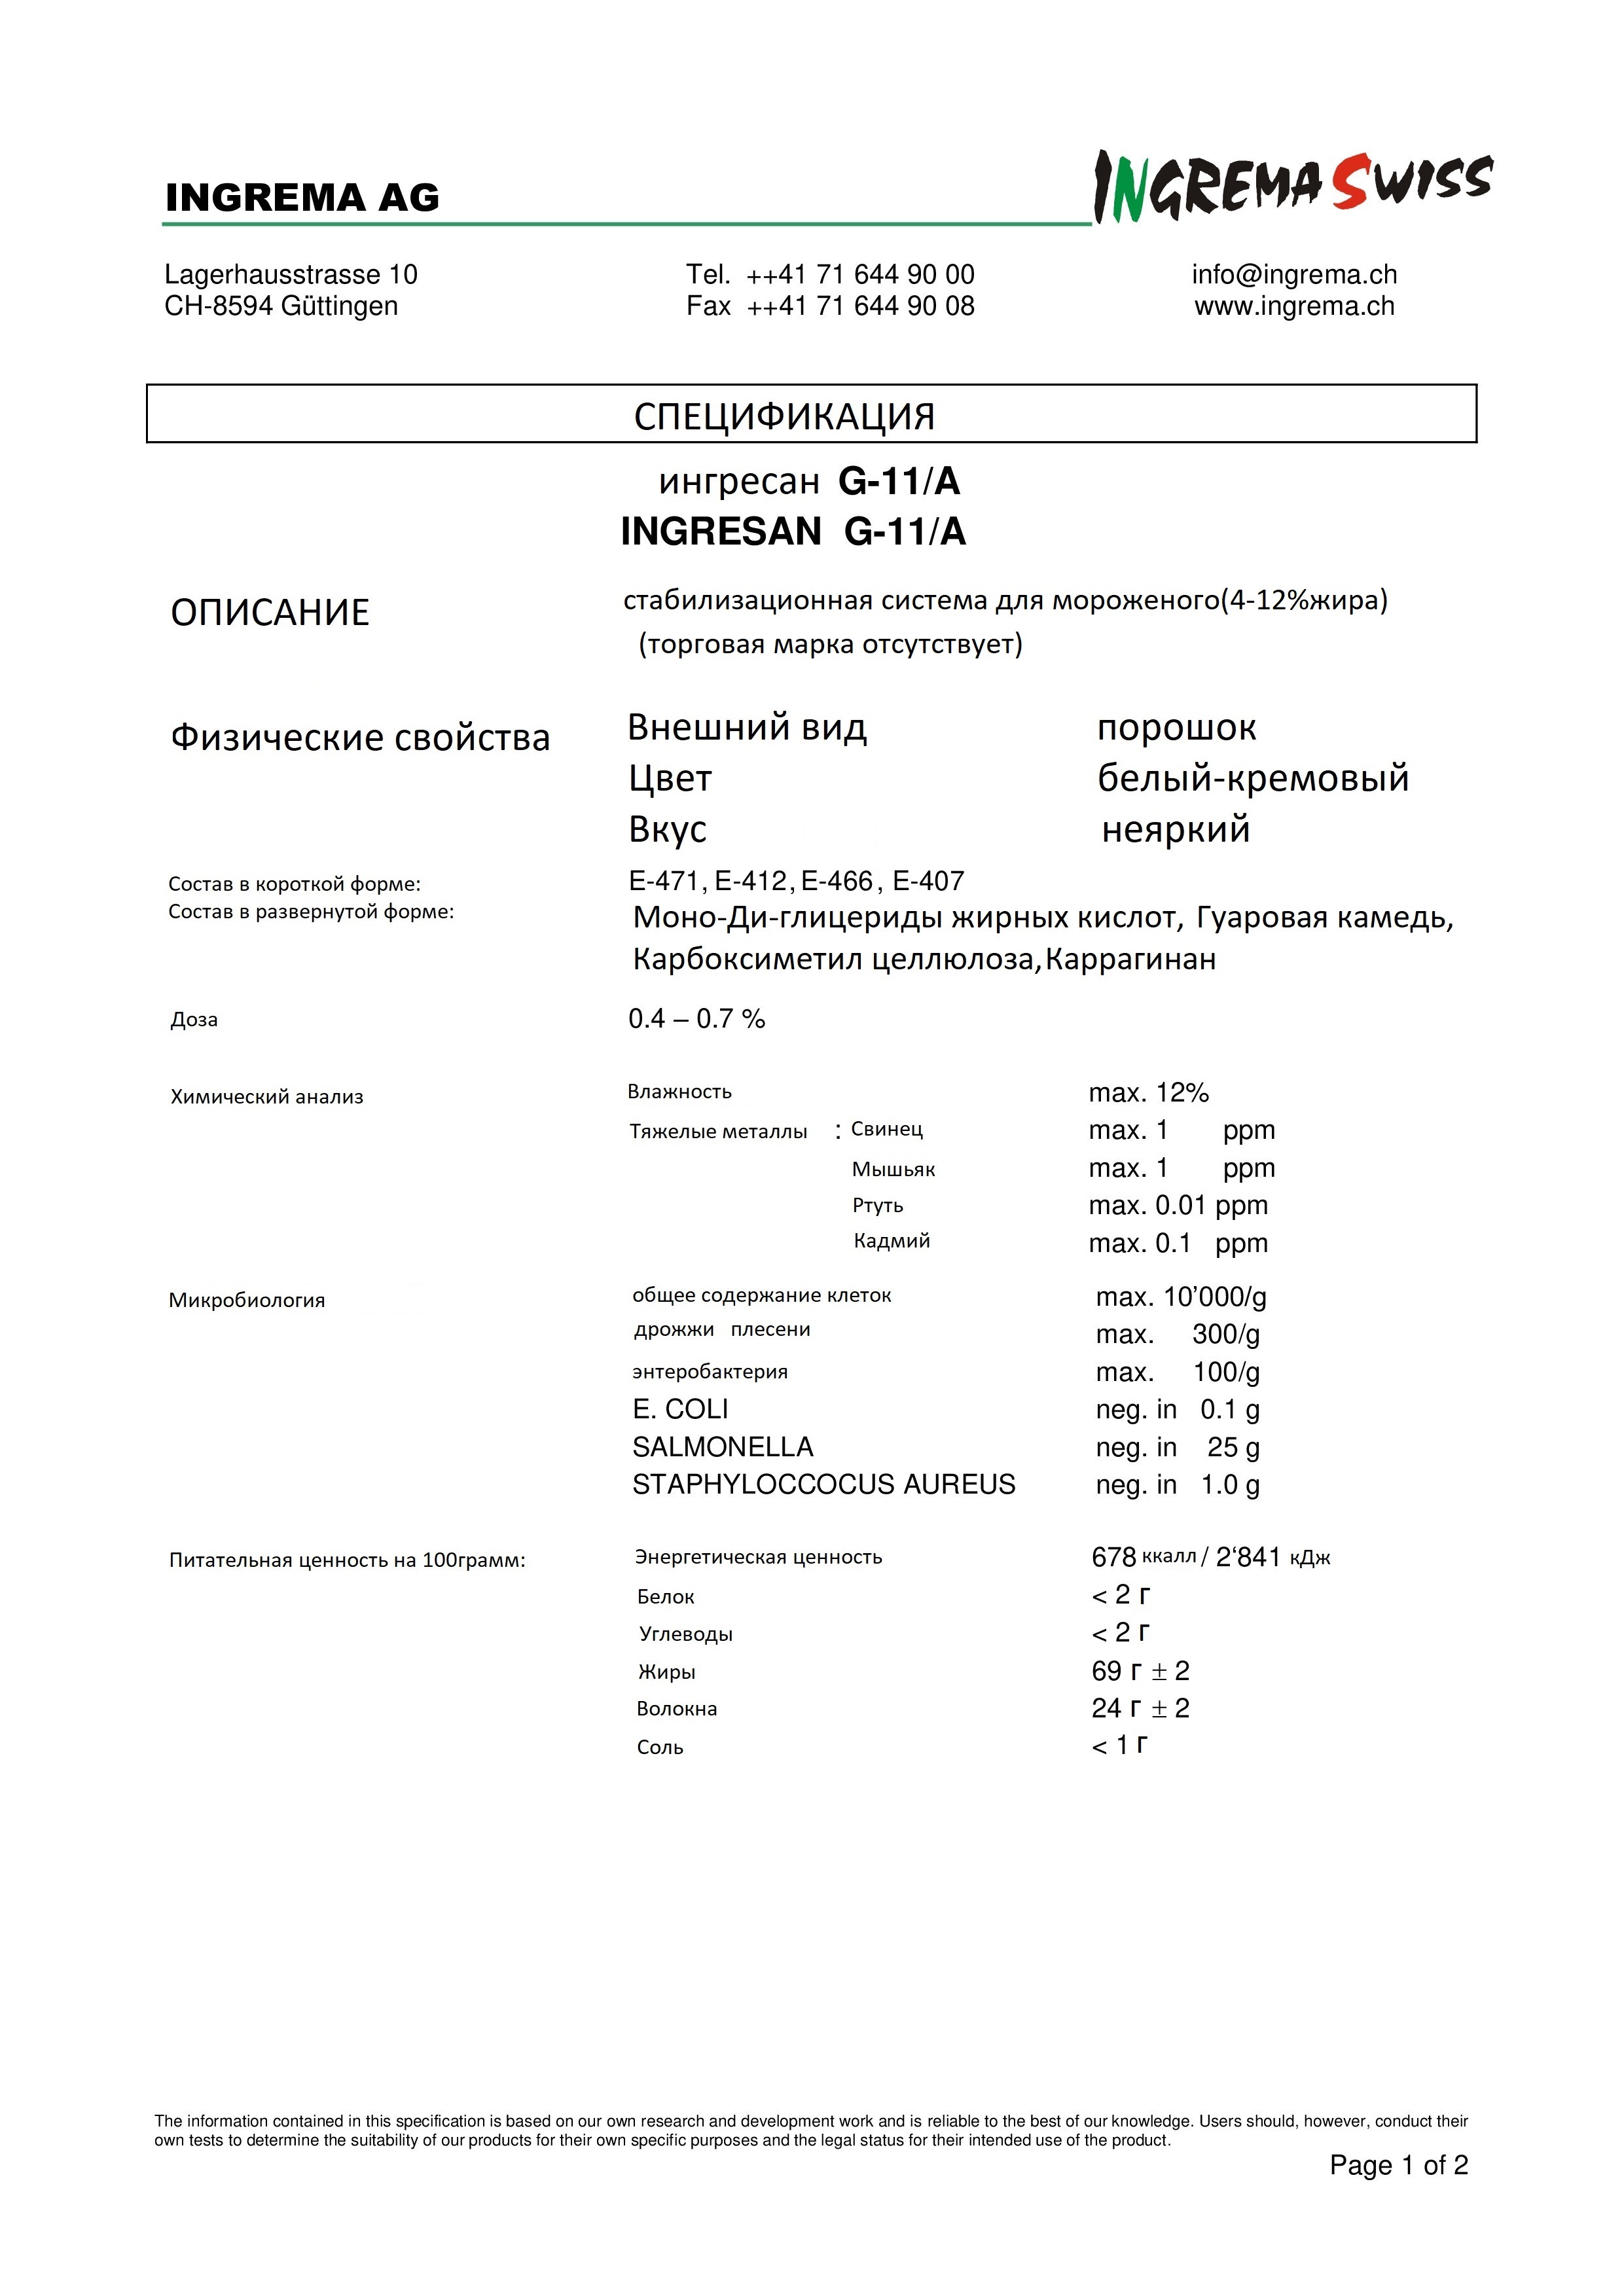 INGREMA AG
INGREMA SWISS
Lagerhausstrasse 10 Tel. ++41 71 644 90 00 info@ingrema.ch
CH-8594 Güttingen Fax ++41 71 644 90 08 www.ingrema.ch
СПЕЦИФИКАЦИЯ
ингресан G-11/A
INGRESAN G-11/A
ОПИСАНИЕ стабилизационная система для мороженого(4-12%жира)
(торговая марка отсутствует)
Физические свойства Внешний вид порошок
Цвет белый-кремовый
Вкус неяркий
Состав в короткой форме: E-471, E-412, E-466, E-407
Состав в развернутой форме: Моно-Ди-глицериды жирных кислот, Гуаровая камедь,
Карбоксиметил целлюлоза, Каррагинан
Доза 0.4 – 0.7 %
Химический анализ Влажность max. 12%
Тяжелые металлы : Свинец max. 1 ppm
Мышьяк max. 1 ppm
Ртуть max. 0.01 ppm
Кадмий max. 0.1 ppm
Микробиология общее содержание клеток max. 10’000/g
дрожжи плесени max. 300/g
энтеробактерия max. 100/g
E. COLI neg. in 0.1 g
SALMONELLA neg. in 25 g
STAPHYLOCCOCUS AUREUS neg. in 1.0 g
Питательная ценность на 100грамм: Энергетическая ценность 678 ккалл / 2‘841 кДж
Белок < 2 г
Углеводы < 2 г
Жиры 69 г ± 2
Волокна 24 г ± 2
Соль < 1 г
The information contained in this specification is based on our own research and development work and is reliable to the best of our knowledge. Users should, however, conduct their
own tests to determine the suitability of our products for their own specific purposes and the legal status for their intended use of the product.
Page 1 of 2